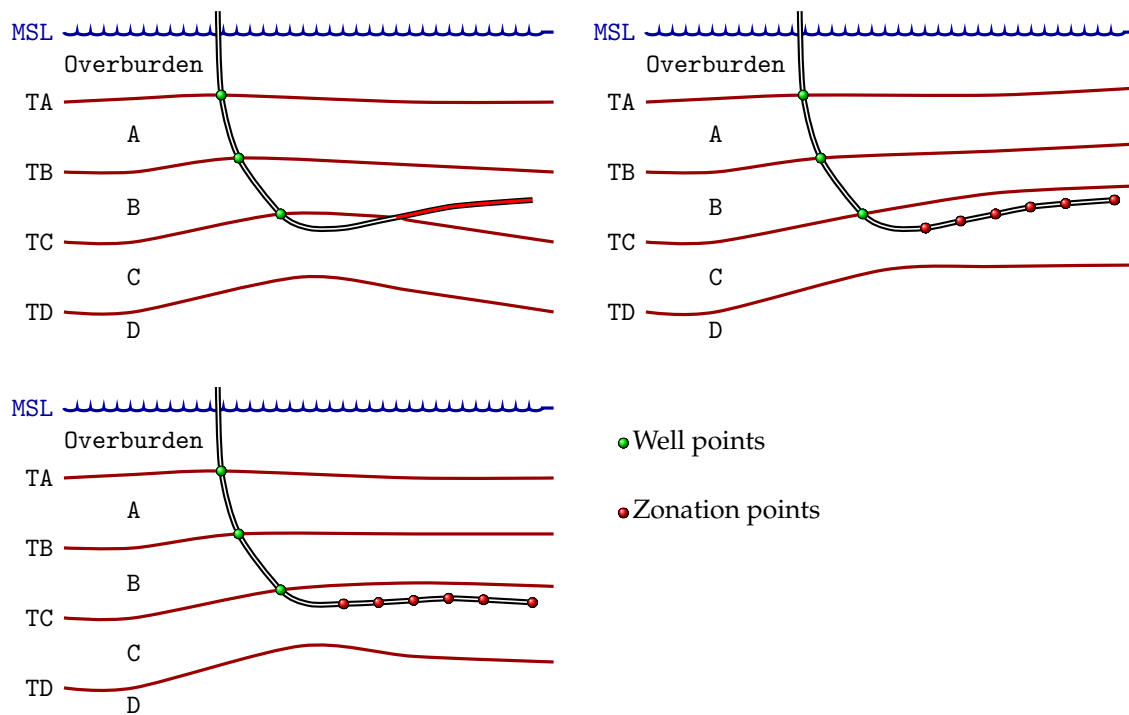 MSL
Overburden
TA
A
TB
B
TC
C
TD
D
MSL
Overburden
TA
A
TB
B
TC
C
TD
D
MSL
Overburden
TA
A
TB
B
TC
C
TD
D
Well points
Zonation points